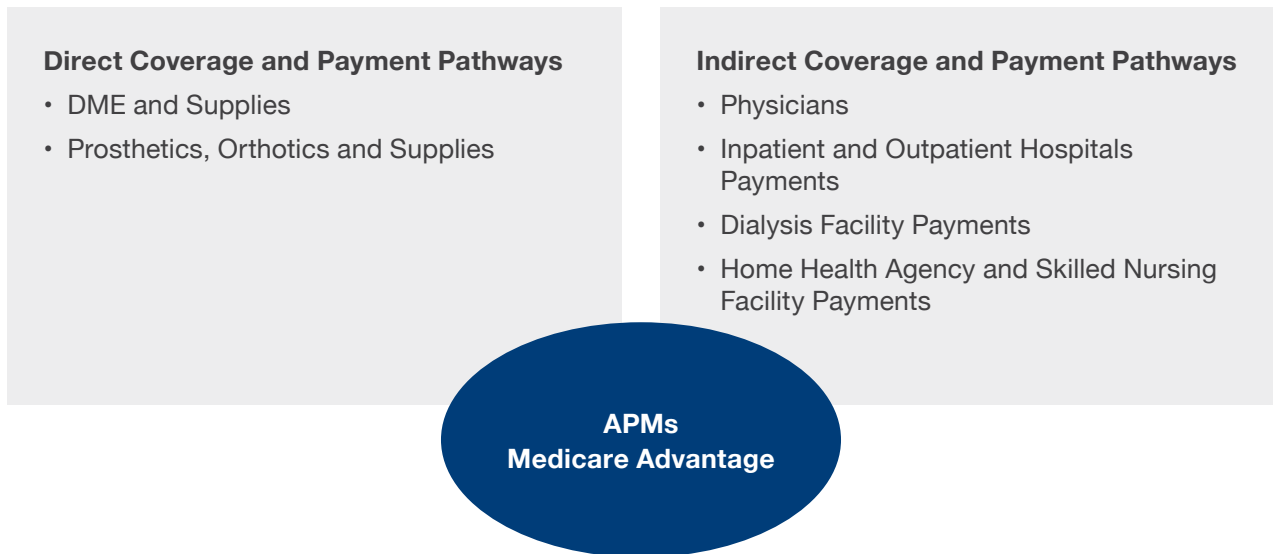 Direct Coverage and Payment Pathways
• DME and Supplies
• Prosthetics, Orthotics and Supplies
Indirect Coverage and Payment Pathways
• Physicians
• Inpatient and Outpatient Hospitals
Payments
• Dialysis Facility Payments
• Home Health Agency and Skilled Nursing
Facility Payments
APMs
Medicare Advantage